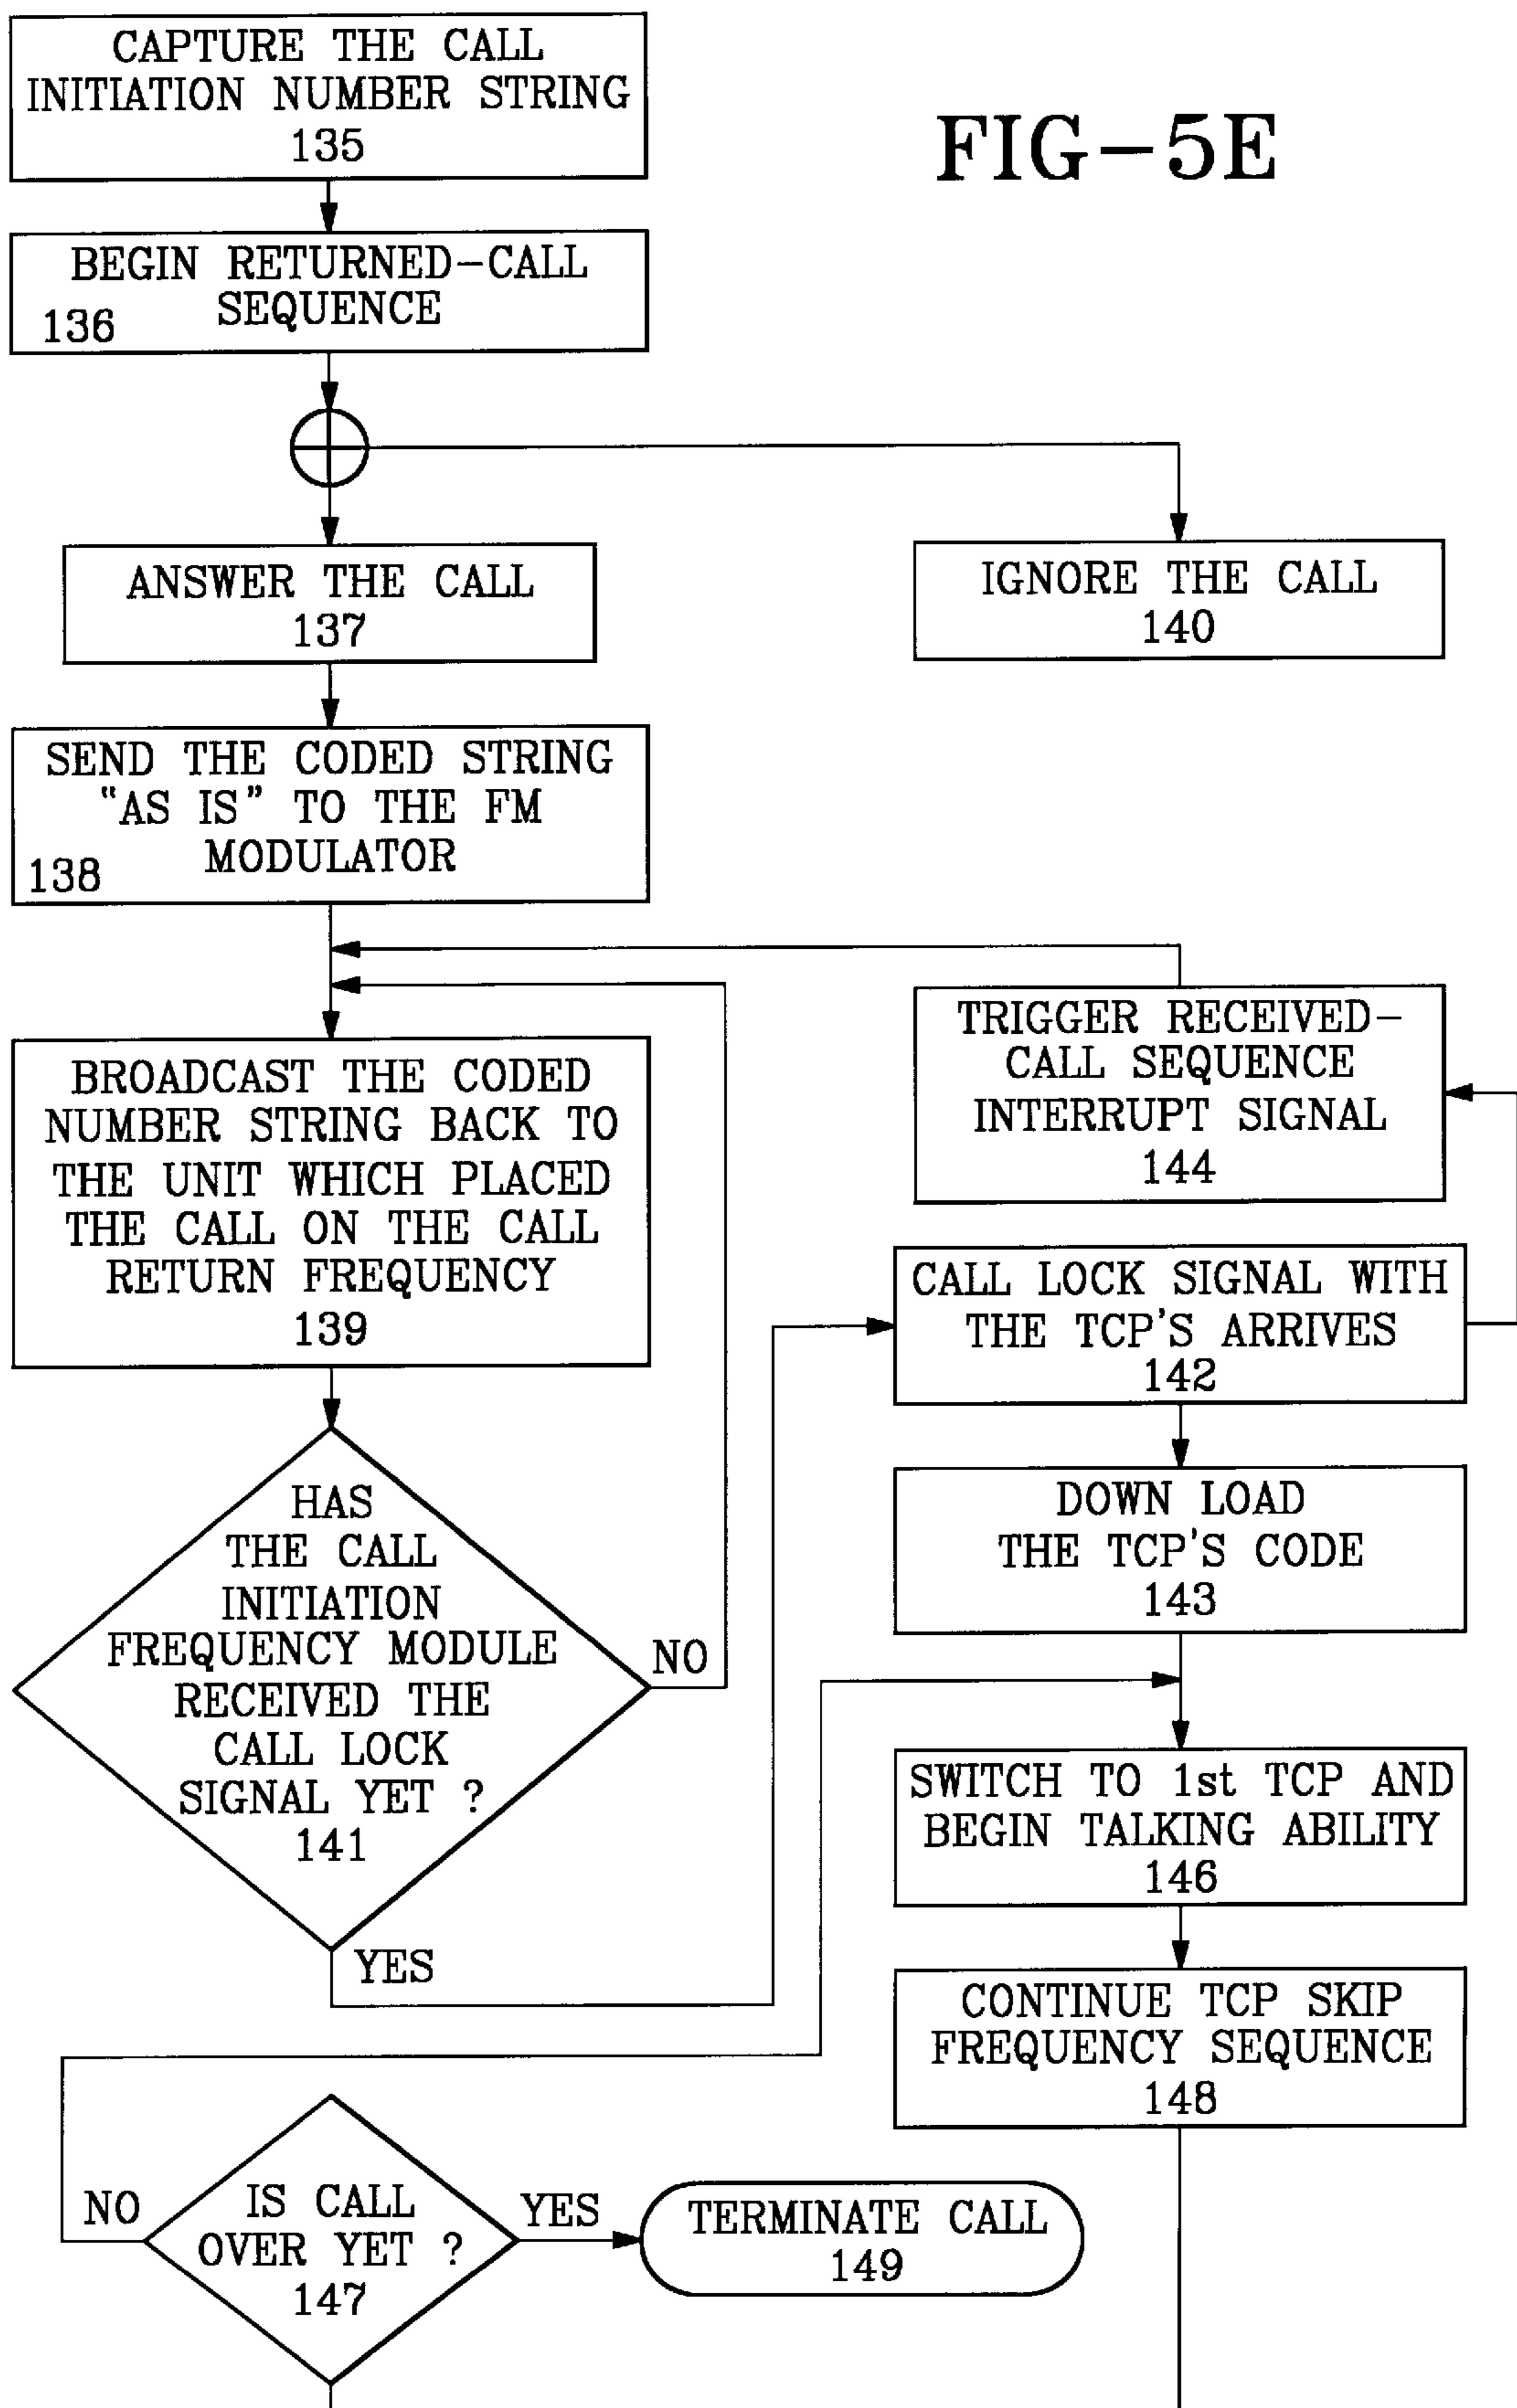 FIG-5E
CAPTURE THE CALL
INITIATION NUMBER STRING
135
BEGIN RETURNED-CALL
SEQUENCE
136
ANSWER THE CALL
137
IGNORE THE CALL
140
SEND THE CODED STRING
"AS IS" TO THE FM
MODULATOR
138
BROADCAST THE CODED
NUMBER STRING BACK TO
THE UNIT WHICH PLACED
THE CALL ON THE CALL
RETURN FREQUENCY
139
TRIGGER RECEIVED-
CALL SEQUENCE
INTERRUPT SIGNAL
144
CALL LOCK SIGNAL WITH
THE TCP'S ARRIVES
142
DOWN LOAD
THE TCP'S CODE
143
HAS
THE CALL
INITIATION
FREQUENCY MODULE
RECEIVED THE
CALL LOCK
SIGNAL YET ?
141
NO
YES
SWITCH TO 1st TCP AND
BEGIN TALKING ABILITY
146
CONTINUE TCP SKIP
FREQUENCY SEQUENCE
148
NO
IS CALL
OVER YET ?
147
YES
TERMINATE CALL
149